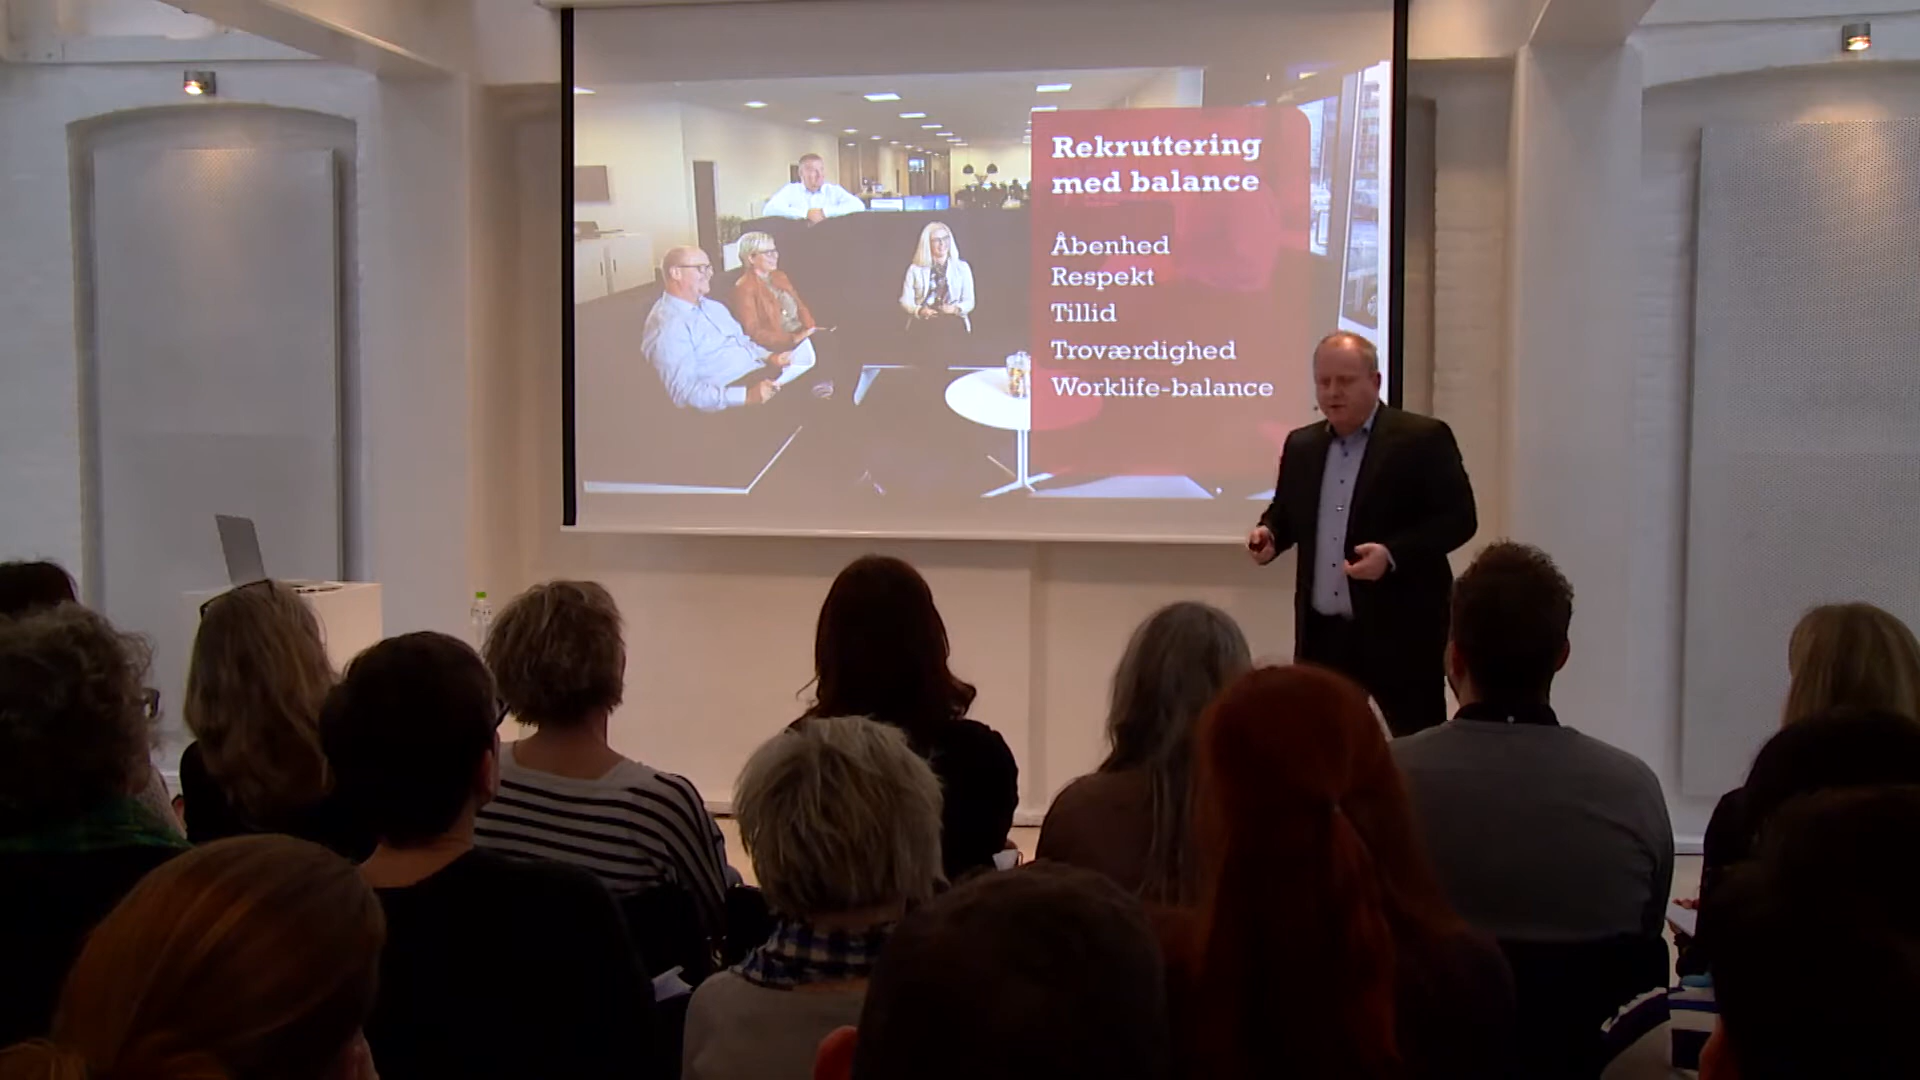 Rekruttering
med balance
Åbenhed
Respekt
Tillid
Troværdighed
Worklife-balance